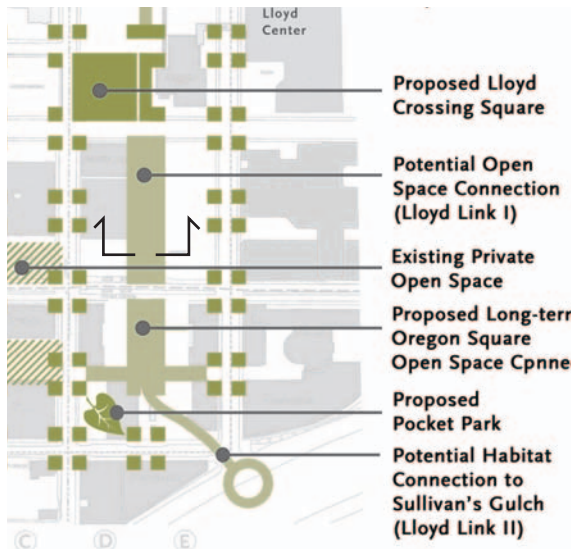 Lloyd
Center
Proposed Lloyd
Crossing Square
Potential Open
Space Connection
(Lloyd Link I)
Existing Private
Open Space
Proposed Long-term
Oregon Square
Open Space Cpnne
Proposed
Pocket Park
Potential Habitat
Connection to
Sullivan's Gulch
(Lloyd Link II)
C D E